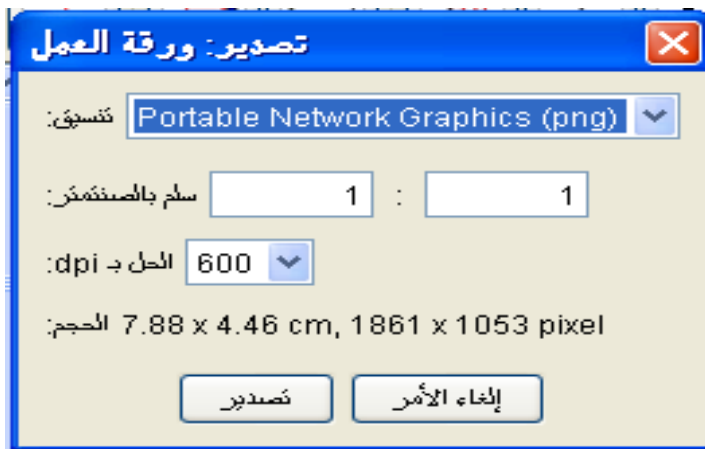 تصدير: ورقة العمل
تنسيق: Portable Network Graphics (png)
سلم بالصنتمتر: 1 : 1
الحل بـ dpi: 600
الحجم: 7.88 x 4.46 cm, 1861 x 1053 pixel
تصدير إلغاء الأمر